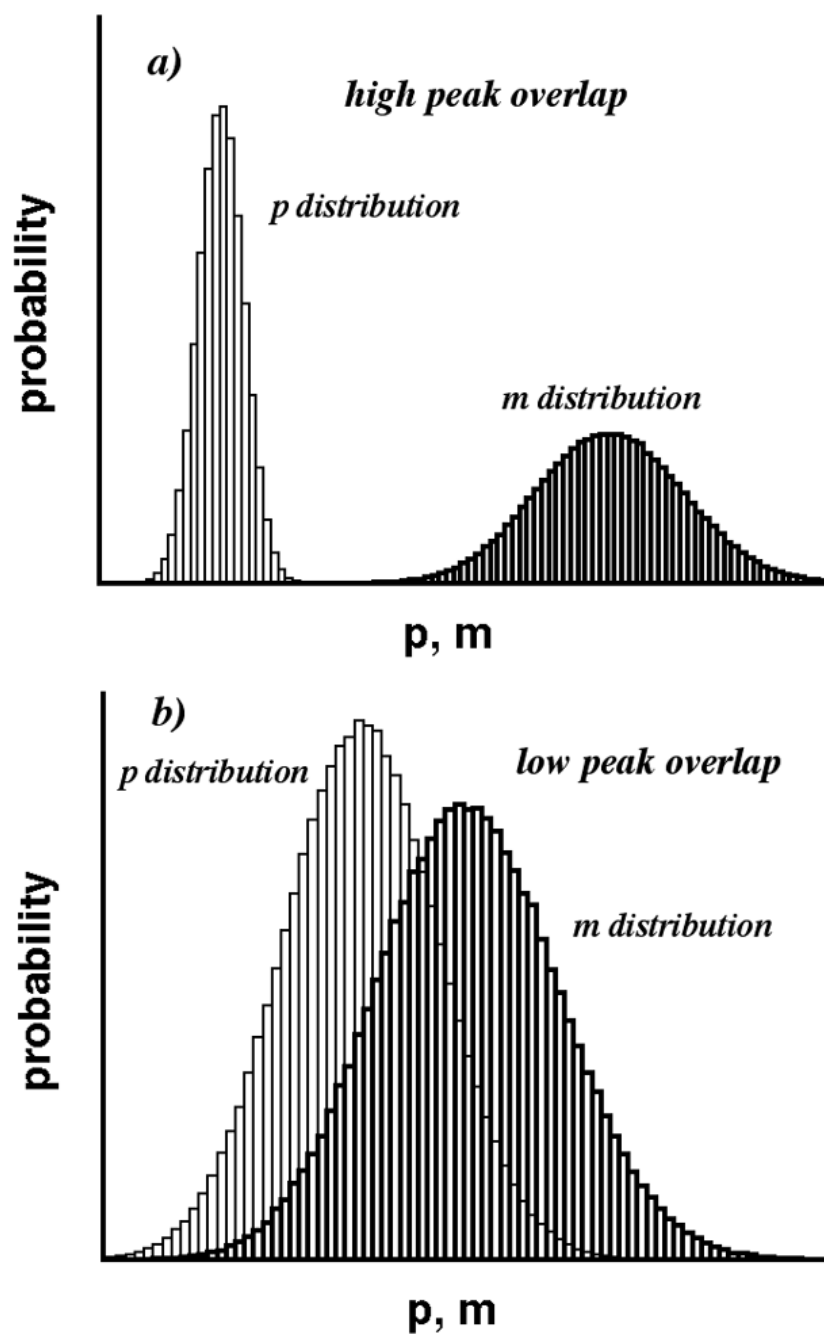 a)
high peak overlap
p distribution
probability
m distribution
p, m
b)
p distribution
low peak overlap
probability
m distribution
p, m